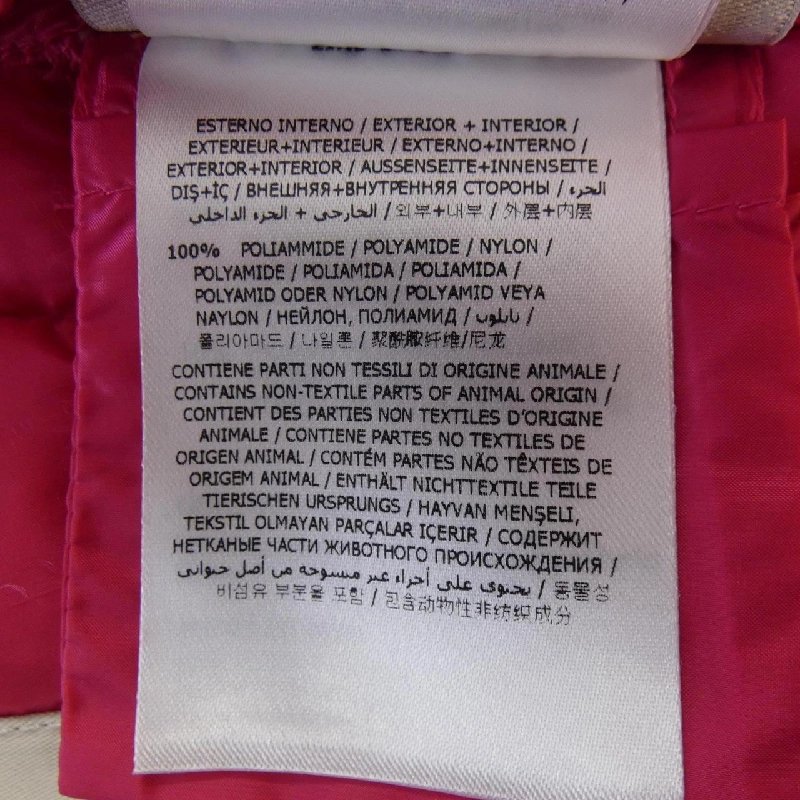 ESTERNO INTERNO / EXTERIOR + INTERIOR /
EXTERIEUR+INTERIEUR / EXTERNO+INTERNO /
EXTERIOR+INTERIOR / AUSSENSEITE+INNENSEITE /
DIŞ+İÇ / ВНЕШНЯЯ+ВНУТРЕННЯЯ СТОРОНЫ / الجزء
الخارجي + الجزء الداخلي / 외부+내부 / 外层+内层
100% POLIAMMIDE / POLYAMIDE / NYLON /
POLYAMIDE / POLIAMIDA / POLIAMIDA /
POLYAMID ODER NYLON / POLYAMID VEYA
NAYLON / НЕЙЛОН, ПОЛИАМИД / نايلون /
폴리아마드 / 나일론 / 聚酰胺纤维/尼龙
CONTIENE PARTI NON TESSILI DI ORIGINE ANIMALE /
CONTAINS NON-TEXTILE PARTS OF ANIMAL ORIGIN /
CONTIENT DES PARTIES NON TEXTILES D'ORIGINE
ANIMALE / CONTIENE PARTES NO TEXTILES DE
ORIGEN ANIMAL / CONTÉM PARTES NÃO TÊXTEIS DE
ORIGEM ANIMAL / ENTHÄLT NICHTTEXTILE TEILE
TIERISCHEN URSPRUNGS / HAYVAN MENŞELİ,
TEKSTIL OLMAYAN PARÇALAR IÇERIR / СОДЕРЖИТ
НЕТКАНЫЕ ЧАСТИ ЖИВОТНОГО ПРОИСХОЖДЕНИЯ /
يحتوي على أجزاء غير منسوجة من أصل حيواني / 동물성
비섬유 부분을 포함 / 包含动物性非纺织成分